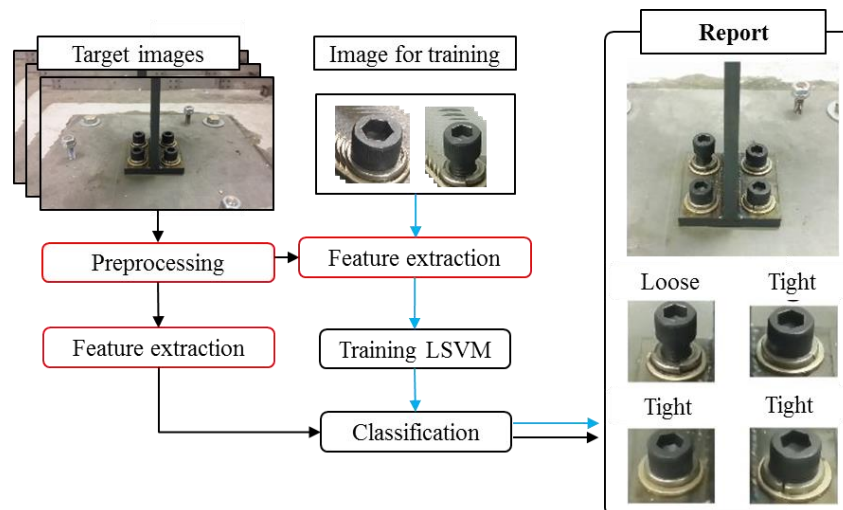 Target images
Image for training
Report
Preprocessing
Feature extraction
Feature extraction
Training LSVM
Classification
Loose
Tight
Tight
Tight